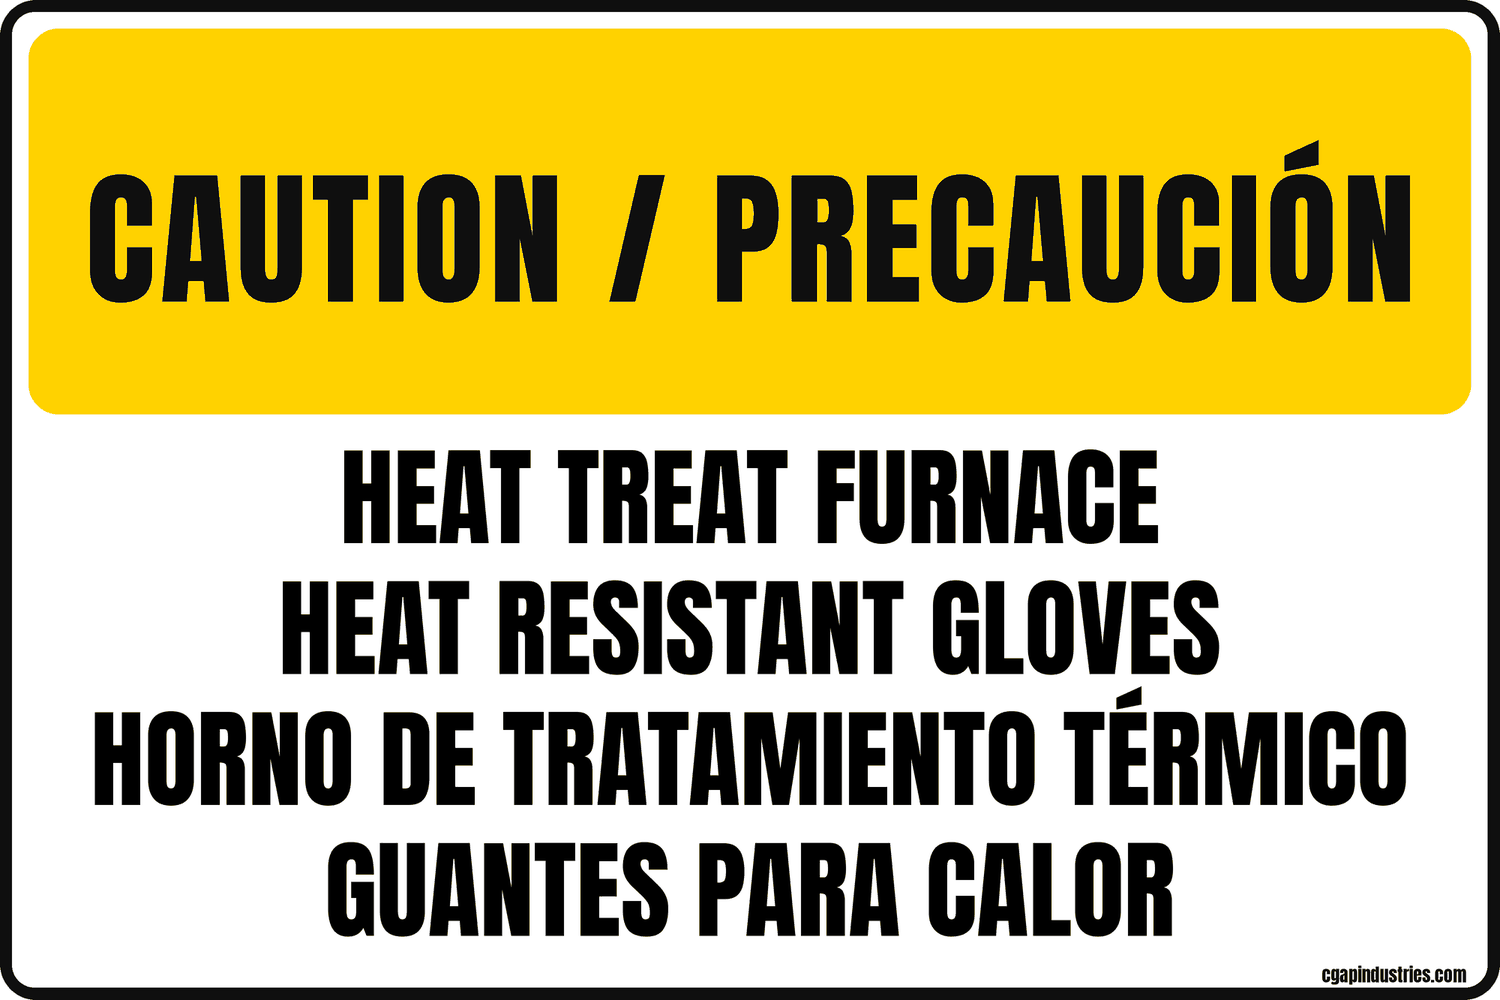 CAUTION / PRECAUCIÓN
HEAT TREAT FURNACE
HEAT RESISTANT GLOVES
HORNO DE TRATAMIENTO TÉRMICO
GUANTES PARA CALOR
cgapindustries.com